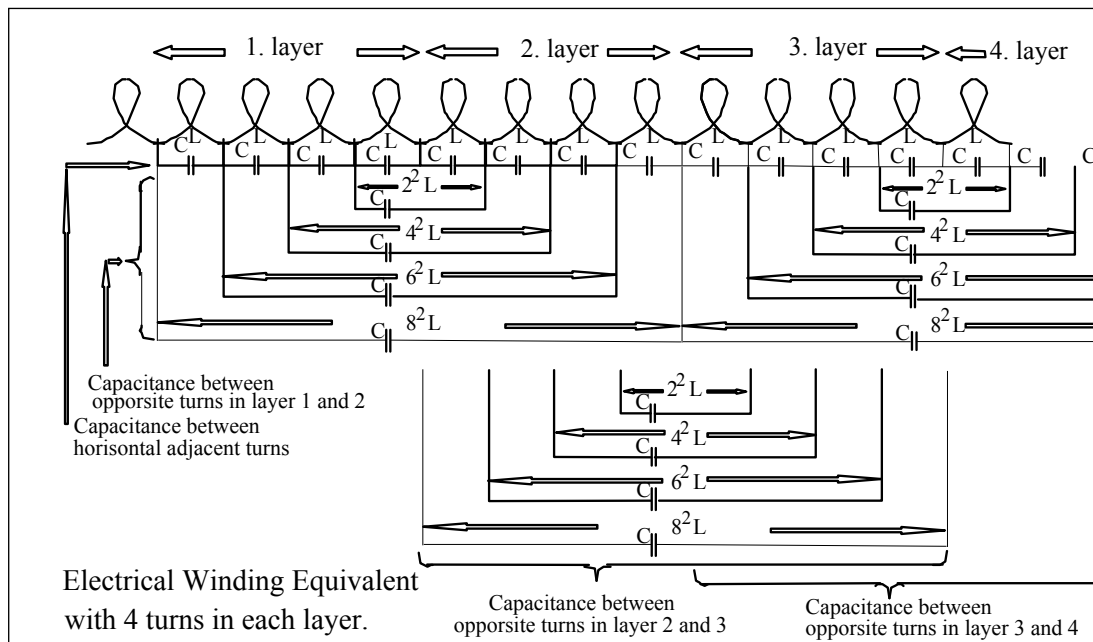 1. layer 2. layer 3. layer 4. layer
L L L L L L L L L L L L
C C C C C C C C C C C C C C C
2² L 2² L
C C
4² L 4² L
C C
6² L 6² L
C C
8² L 8² L
C C
Capacitance between
opporsite turns in layer 1 and 2
Capacitance between
horisontal adjacent turns
2² L
C
4² L
C
6² L
C
8² L
C
Electrical Winding Equivalent
with 4 turns in each layer.
Capacitance between
opposite turns in layer 2 and 3
Capacitance between
opposite turns in layer 3 and 4